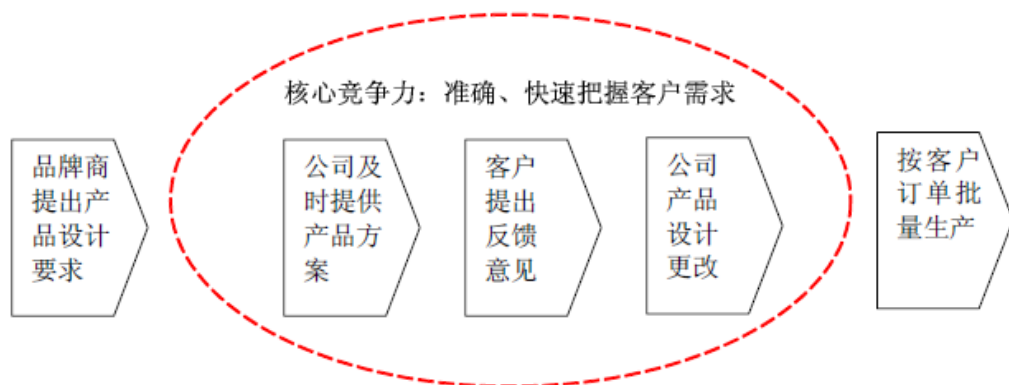 核心竞争力：准确、快速把握客户需求
品牌商
提出产
品设计
要求
公司及
时提供
产品方
案
客户
提出
反馈
意见
公司
产品
设计
更改
按客户
订单批
量生产